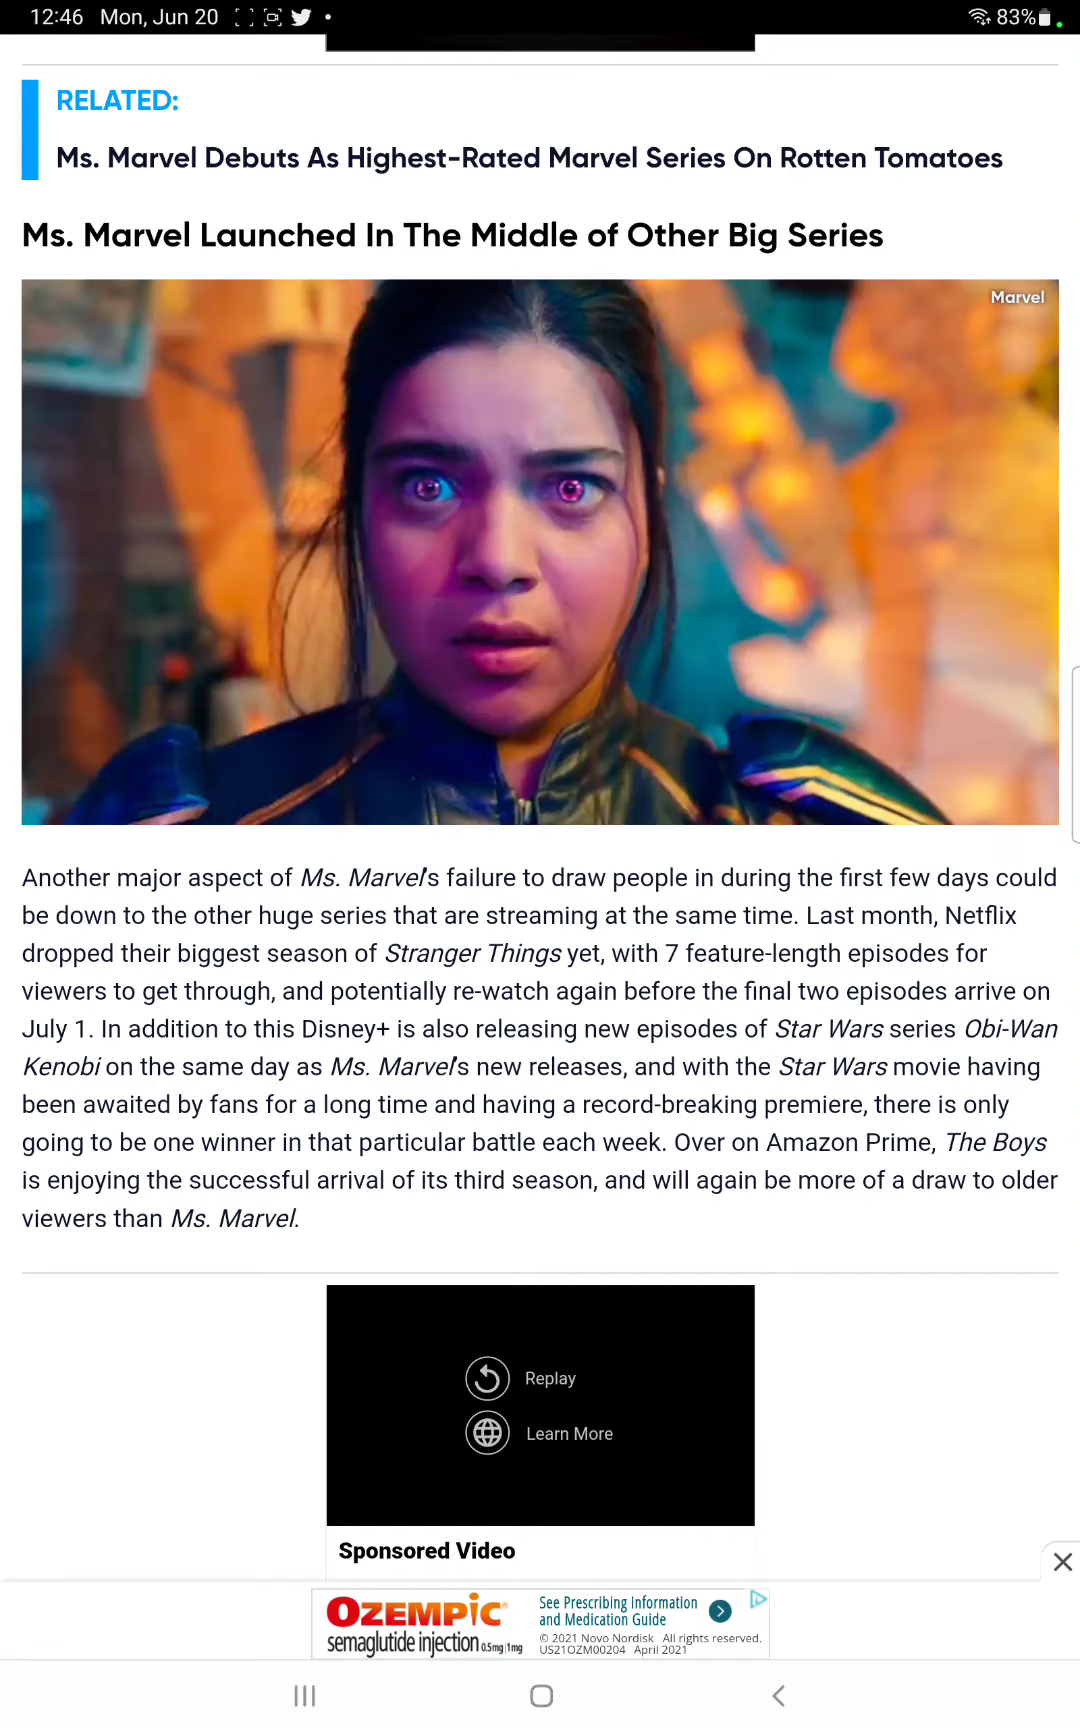 12:46 Mon, Jun 20
83%
RELATED:
Ms. Marvel Debuts As Highest-Rated Marvel Series On Rotten Tomatoes
Ms. Marvel Launched In The Middle of Other Big Series
Marvel
Another major aspect of Ms. Marvel's failure to draw people in during the first few days could
be down to the other huge series that are streaming at the same time. Last month, Netflix
dropped their biggest season of Stranger Things yet, with 7 feature-length episodes for
viewers to get through, and potentially re-watch again before the final two episodes arrive on
July 1. In addition to this Disney+ is also releasing new episodes of Star Wars series Obi-Wan
Kenobi on the same day as Ms. Marvel's new releases, and with the Star Wars movie having
been awaited by fans for a long time and having a record-breaking premiere, there is only
going to be one winner in that particular battle each week. Over on Amazon Prime, The Boys
is enjoying the successful arrival of its third season, and will again be more of a draw to older
viewers than Ms. Marvel.
Replay
Learn More
Sponsored Video
OZEMPIC®
semaglutide injection 0.5mg|1mg
See Prescribing Information
and Medication Guide
© 2021 Novo Nordisk All rights reserved.
US21OZM00204 April 2021